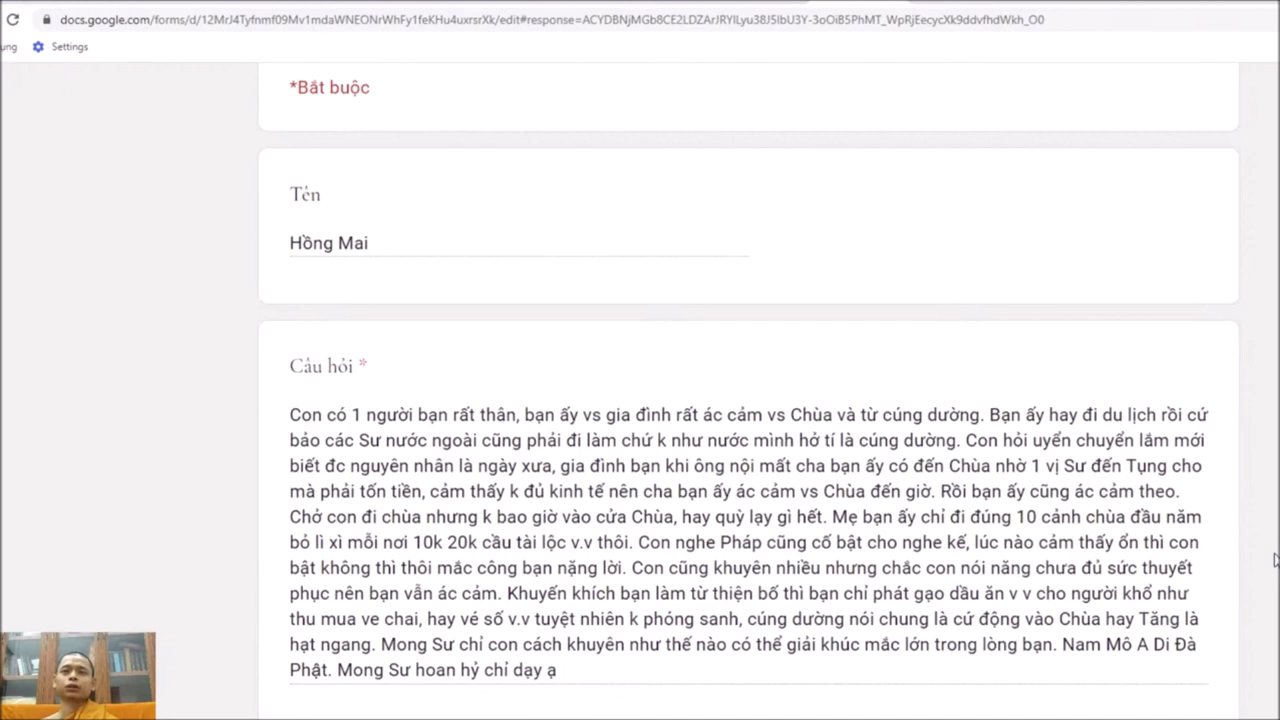 docs.google.com/forms/d/12MrJ4Tyfnmf09Mv1mdaWNEONrWhFy1feKHu4uxrsrXk/edit#response=ACYDBNjMGb8CE2LDZArJRYlLyu38J5lbU3Y-3oOiB5PhMT_WpRjEecycXk9ddvfhdWkh_O0
ung Settings
*Bắt buộc
Tên
Hồng Mai
Câu hỏi *
Con có 1 người bạn rất thân, bạn ấy vs gia đình rất ác cảm vs Chùa và từ cúng dường. Bạn ấy hay đi du lịch rồi cứ
bảo các Sư nước ngoài cũng phải đi làm chứ k như nước mình hở tí là cúng dường. Con hỏi uyển chuyển lắm mới
biết đc nguyên nhân là ngày xưa, gia đình bạn khi ông nội mất cha bạn ấy có đến Chùa nhờ 1 vị Sư đến Tụng cho
mà phải tốn tiền, cảm thấy k đủ kinh tế nên cha bạn ấy ác cảm vs Chùa đến giờ. Rồi bạn ấy cũng ác cảm theo.
Chở con đi chùa nhưng k bao giờ vào cửa Chùa, hay quỳ lạy gì hết. Mẹ bạn ấy chỉ đi đúng 10 cảnh chùa đầu năm
bỏ lì xì mỗi nơi 10k 20k cầu tài lộc v.v thôi. Con nghe Pháp cũng cố bật cho nghe kế, lúc nào cảm thấy ổn thì con
bật không thì thôi mắc công bạn nặng lời. Con cũng khuyên nhiều nhưng chắc con nói năng chưa đủ sức thuyết
phục nên bạn vẫn ác cảm. Khuyến khích bạn làm từ thiện bố thì bạn chỉ phát gạo dầu ăn v v cho người khổ như
thu mua ve chai, hay vé số v.v tuyệt nhiên k phóng sanh, cúng dường nói chung là cứ động vào Chùa hay Tăng là
hạt ngang. Mong Sư chỉ con cách khuyên như thế nào có thể giải khúc mắc lớn trong lòng bạn. Nam Mô A Di Đà
Phật. Mong Sư hoan hỷ chỉ dạy ạ